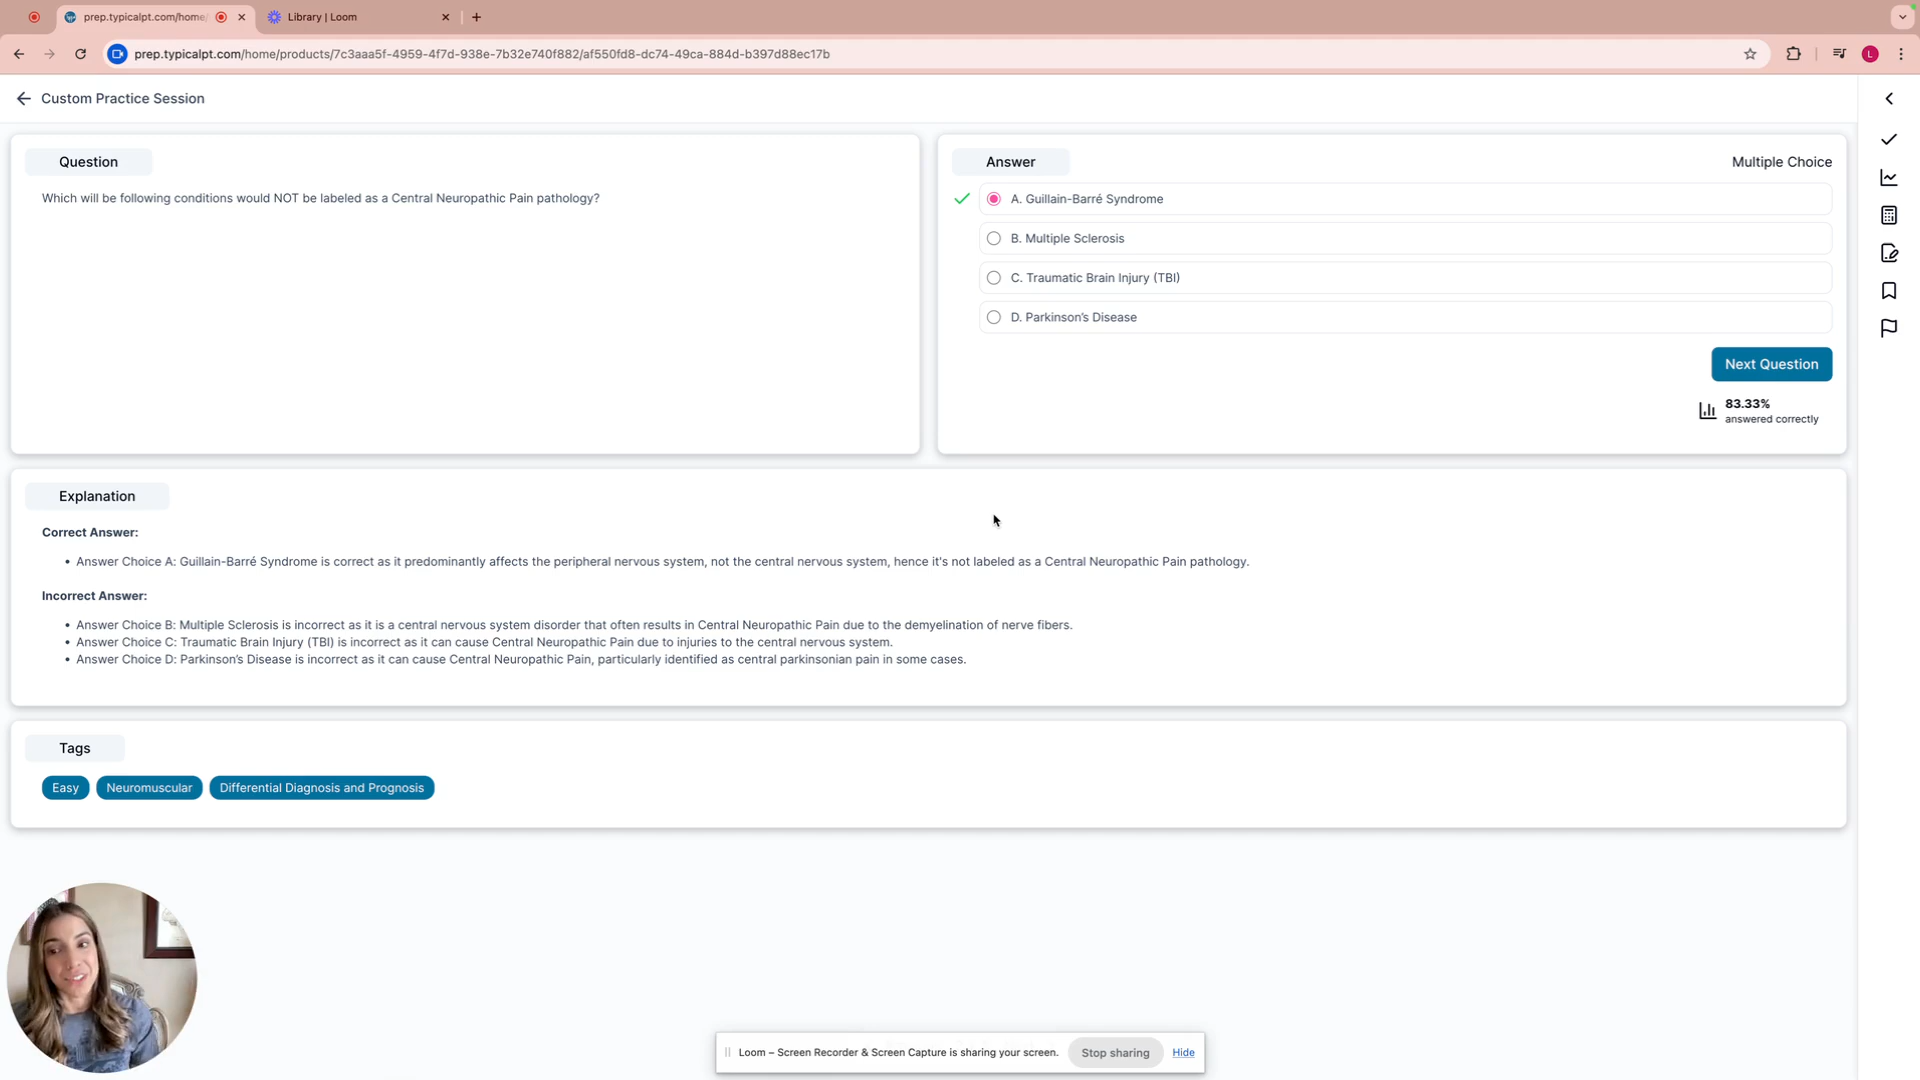 prep.typicalpt.com/home/
Library | Loom
prep.typicalpt.com/home/products/7c3aaa5f-4959-4f7d-938e-7b32e740f882/af550fd8-dc74-49ca-884d-b397d88ec17b
L
Custom Practice Session
Question
Which will be following conditions would NOT be labeled as a Central Neuropathic Pain pathology?
Answer
Multiple Choice
A. Guillain-Barré Syndrome
B. Multiple Sclerosis
C. Traumatic Brain Injury (TBI)
D. Parkinson’s Disease
Next Question
83.33%
answered correctly
Explanation
Correct Answer:
• Answer Choice A: Guillain-Barré Syndrome is correct as it predominantly affects the peripheral nervous system, not the central nervous system, hence it's not labeled as a Central Neuropathic Pain pathology.
Incorrect Answer:
• Answer Choice B: Multiple Sclerosis is incorrect as it is a central nervous system disorder that often results in Central Neuropathic Pain due to the demyelination of nerve fibers.
• Answer Choice C: Traumatic Brain Injury (TBI) is incorrect as it can cause Central Neuropathic Pain due to injuries to the central nervous system.
• Answer Choice D: Parkinson’s Disease is incorrect as it can cause Central Neuropathic Pain, particularly identified as central parkinsonian pain in some cases.
Tags
Easy
Neuromuscular
Differential Diagnosis and Prognosis
Loom – Screen Recorder & Screen Capture is sharing your screen.
Stop sharing
Hide